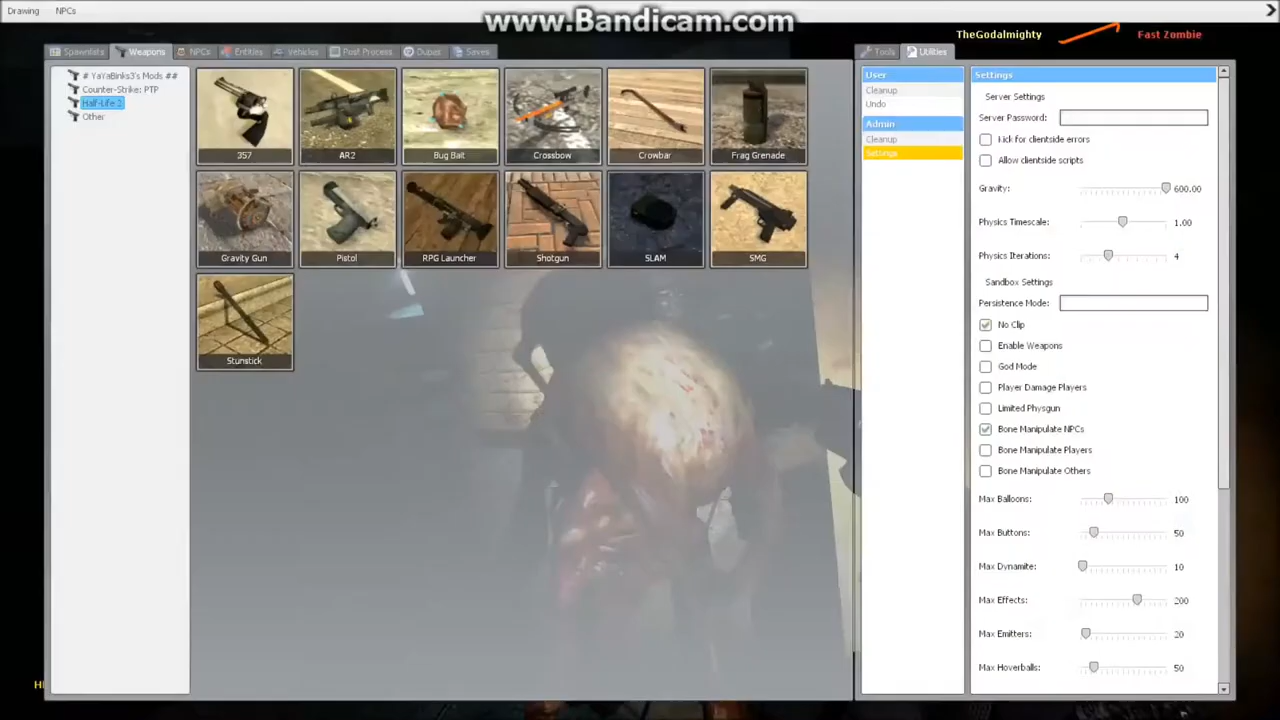 www.Bandicam.com
Drawing NPCs
TheGodalmighty Fast Zombie
Spawnlists Weapons NPCs Entities Vehicles Post Process Dupes Saves
Tools Utilities
# YaYaBinks3's Mods ##
Counter-Strike: PTP
Half-Life 2
Other
357 AR2 Bug Bait Crossbow Crowbar Frag Grenade
Gravity Gun Pistol RPG Launcher Shotgun SLAM SMG
Stunstick
User
Cleanup
Undo
Admin
Cleanup
Settings
Settings
Server Settings
Server Password:
Kick for clientside errors
Allow clientside scripts
Gravity: 600.00
Physics Timescale: 1.00
Physics Iterations: 4
Sandbox Settings
Persistence Mode:
No Clip
Enable Weapons
God Mode
Player Damage Players
Limited Physgun
Bone Manipulate NPCs
Bone Manipulate Players
Bone Manipulate Others
Max Balloons: 100
Max Buttons: 50
Max Dynamite: 10
Max Effects: 200
Max Emitters: 20
Max Hoverballs: 50